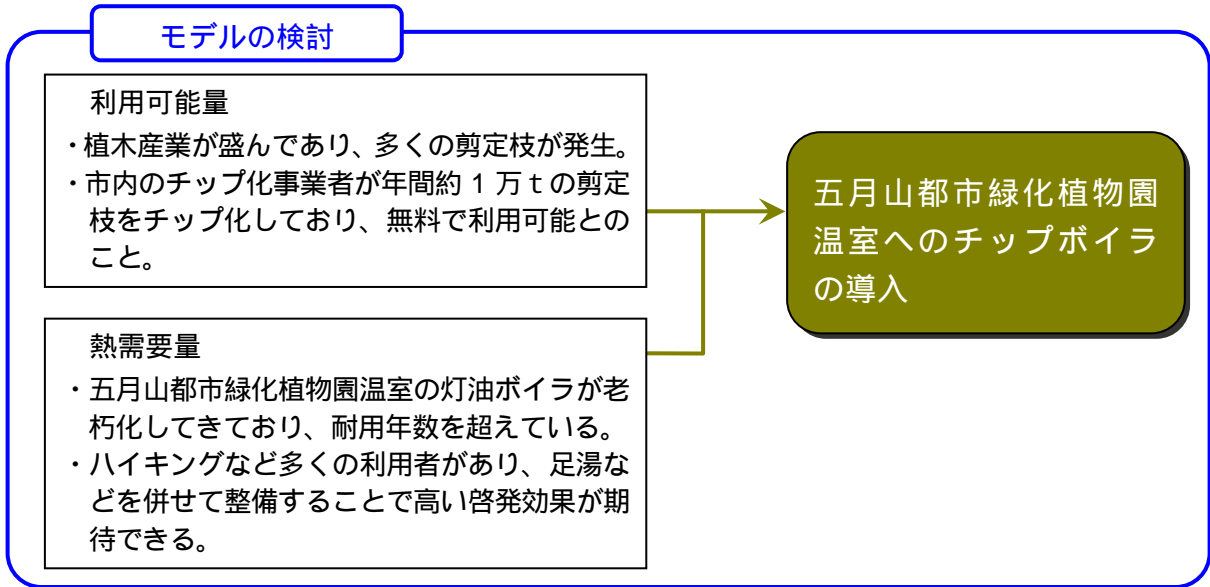 モデルの検討
利用可能量
・植木産業が盛んであり、多くの剪定枝が発生。
・市内のチップ化事業者が年間約1万tの剪定
枝をチップ化しており、無料で利用可能との
こと。
熱需要量
・五月山都市緑化植物園温室の灯油ボイラが老
朽化してきており、耐用年数を超えている。
・ハイキングなど多くの利用者があり、足湯な
どを併せて整備することで高い啓発効果が期
待できる。
五月山都市緑化植物園
温室へのチップボイラ
の導入